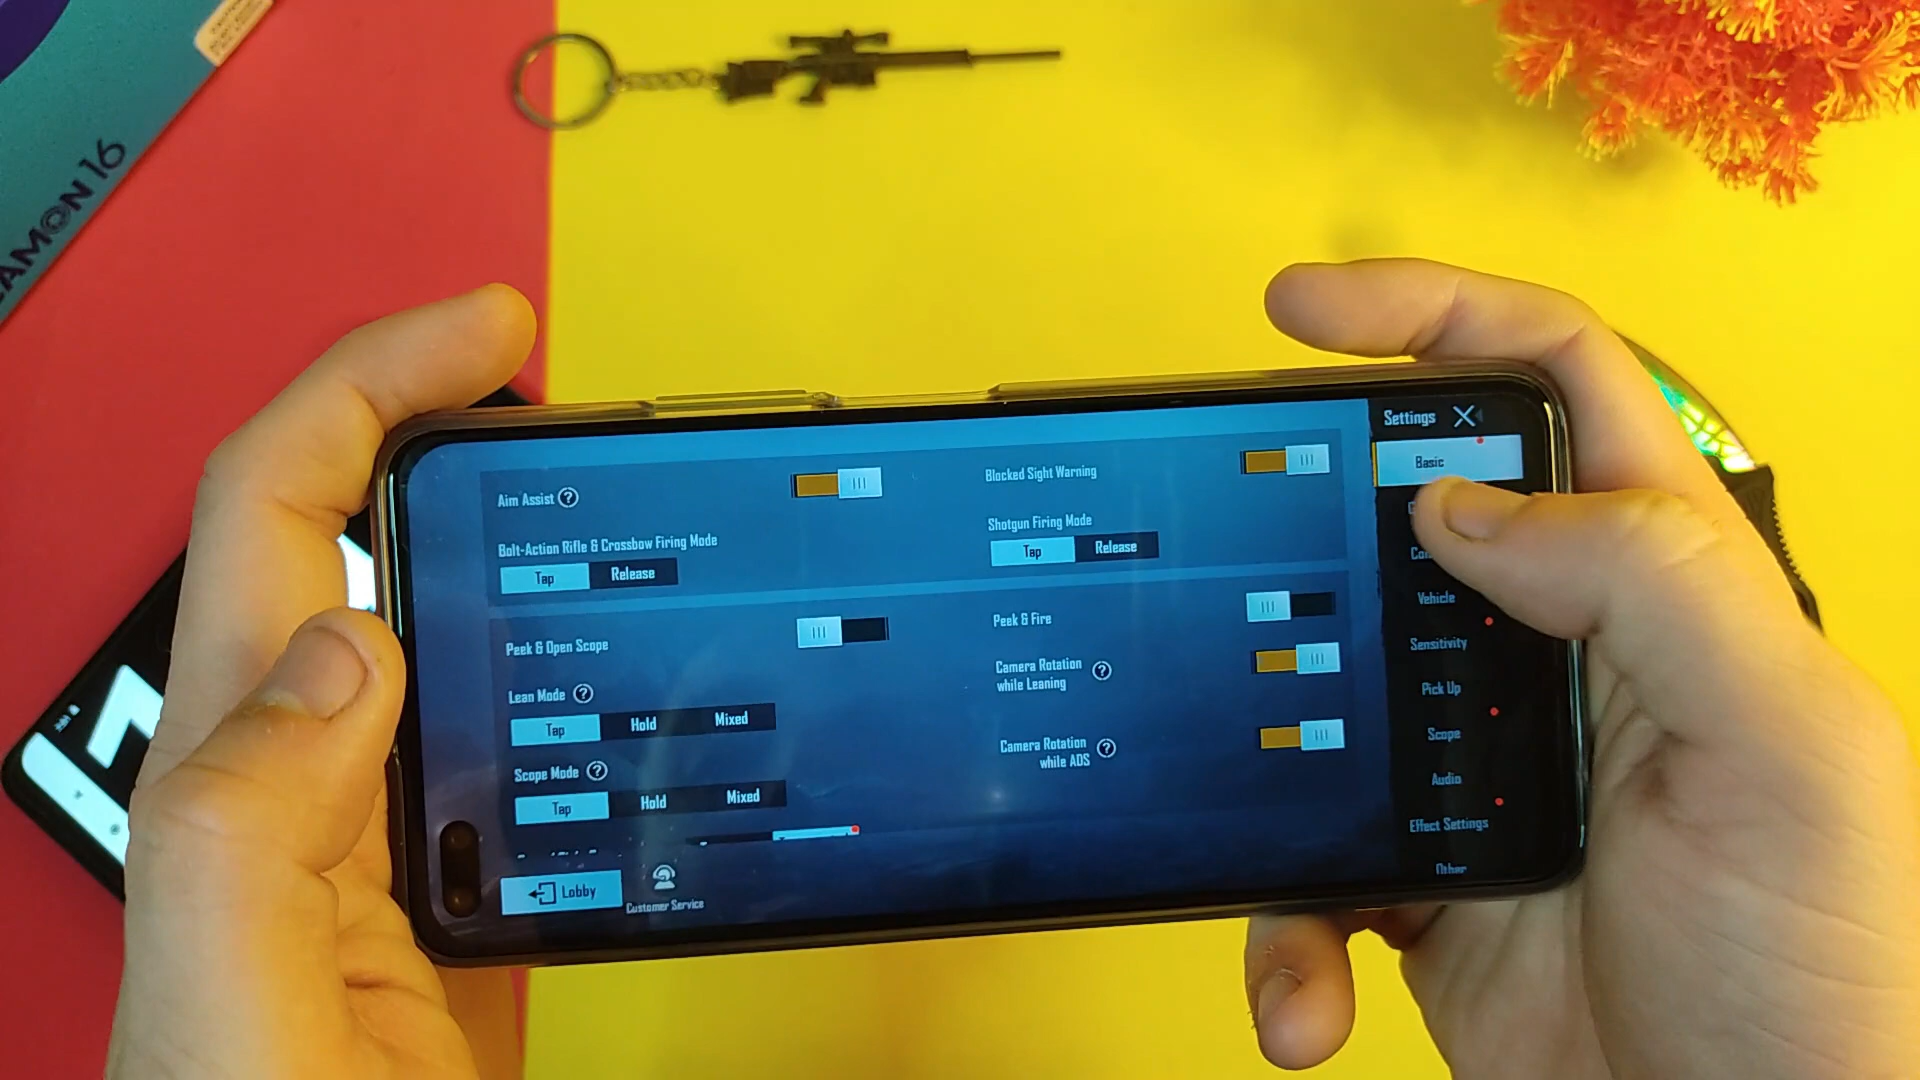 AMON 16
Settings
Basic
Aim Assist ?
Blocked Sight Warning
Bolt-Action Rifle & Crossbow Firing Mode
Tap Release
Shotgun Firing Mode
Tap Release
Vehicle
Peek & Open Scope
Peek & Fire
Sensitivity
Lean Mode ?
Tap Hold Mixed
Camera Rotation
while Leaning ?
Pick Up
Scope
Scope Mode ?
Tap Hold Mixed
Camera Rotation
while ADS ?
Audio
Effect Settings
Other
Lobby
Customer Service